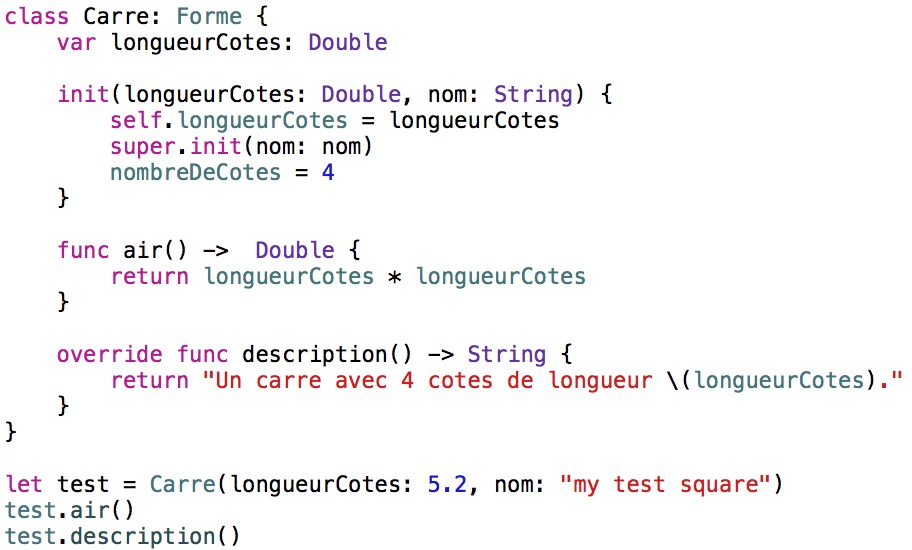 class Carre: Forme {
    var longueurCotes: Double

    init(longueurCotes: Double, nom: String) {
        self.longueurCotes = longueurCotes
        super.init(nom: nom)
        nombreDeCotes = 4
    }

    func air() ->  Double {
        return longueurCotes * longueurCotes
    }

    override func description() -> String {
        return "Un carre avec 4 cotes de longueur \(longueurCotes)."
    }
}

let test = Carre(longueurCotes: 5.2, nom: "my test square")
test.air()
test.description()